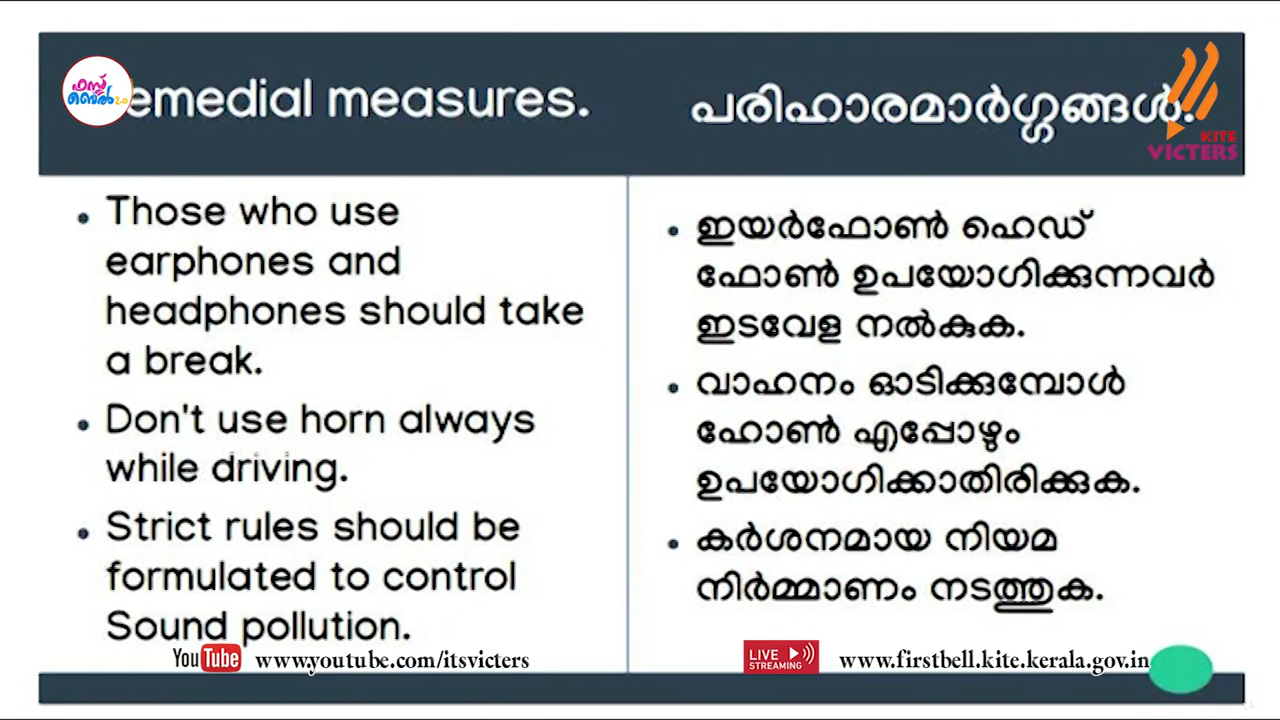 ഫസ്റ്റ്
ബെൽ 2.0
emedial measures.
പരിഹാരമാർഗ്ഗങ്ങൾ.
KITE
VICTERS
• Those who use
earphones and
headphones should take
a break.
• Don't use horn always
while driving.
• Strict rules should be
formulated to control
Sound pollution.
• ഇയർഫോൺ ഹെഡ്
ഫോൺ ഉപയോഗിക്കുന്നവർ
ഇടവേള നൽകുക.
• വാഹനം ഓടിക്കുമ്പോൾ
ഹോൺ എപ്പോഴും
ഉപയോഗിക്കാതിരിക്കുക.
• കർശനമായ നിയമ
നിർമ്മാണം നടത്തുക.
YouTube www.youtube.com/itsvicters
LIVE STREAMING www.firstbell.kite.kerala.gov.in